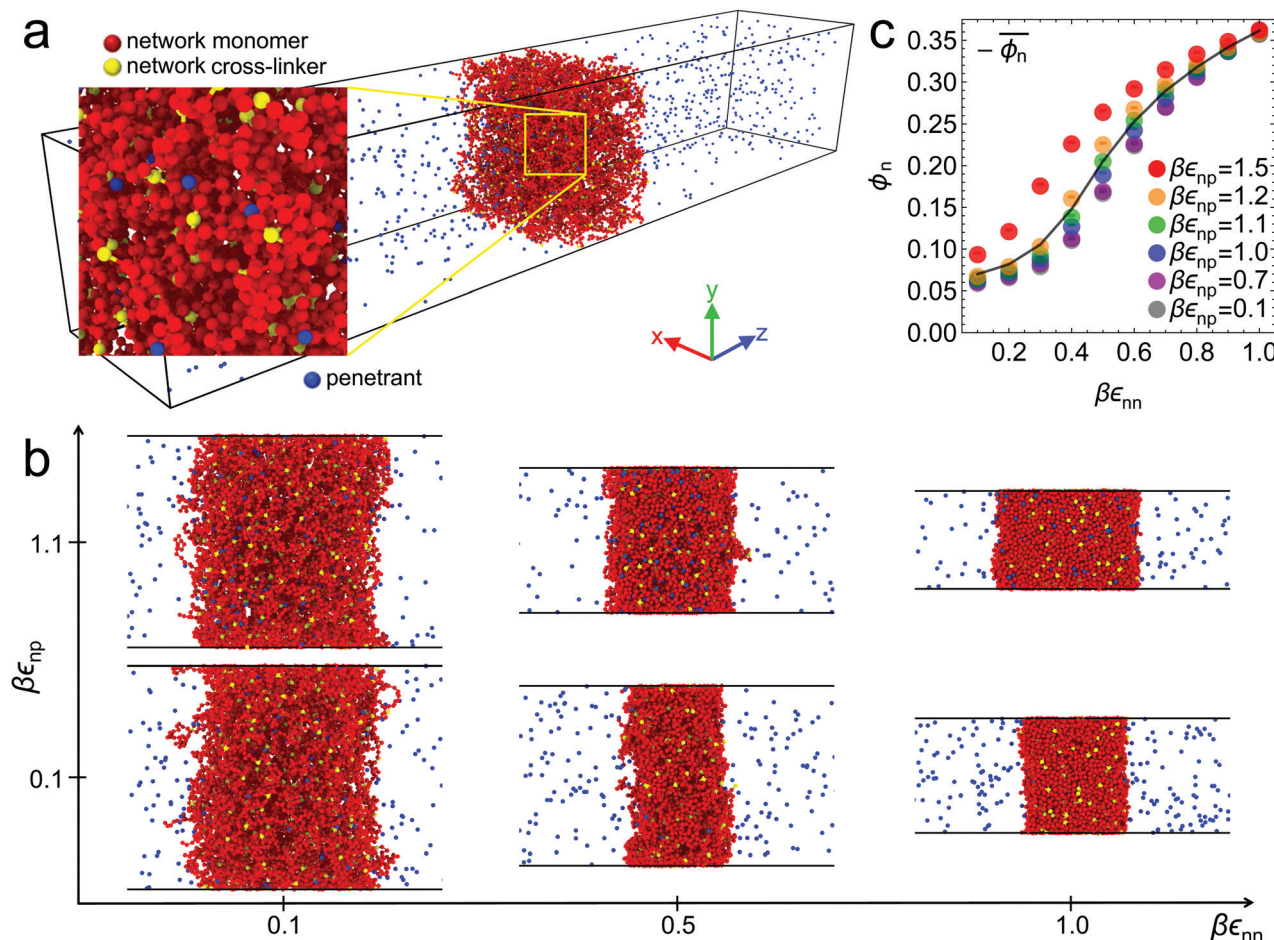 a
network monomer
network cross-linker
penetrant
x
y
z
c
– ϕ̅n
ϕn
0.35
0.30
0.25
0.20
0.15
0.10
0.05
0.00
βϵnp=1.5
βϵnp=1.2
βϵnp=1.1
βϵnp=1.0
βϵnp=0.7
βϵnp=0.1
0.2 0.4 0.6 0.8 1.0
βϵnn
b
1.1
βϵnp
0.1
0.1 0.5 1.0 βϵnn